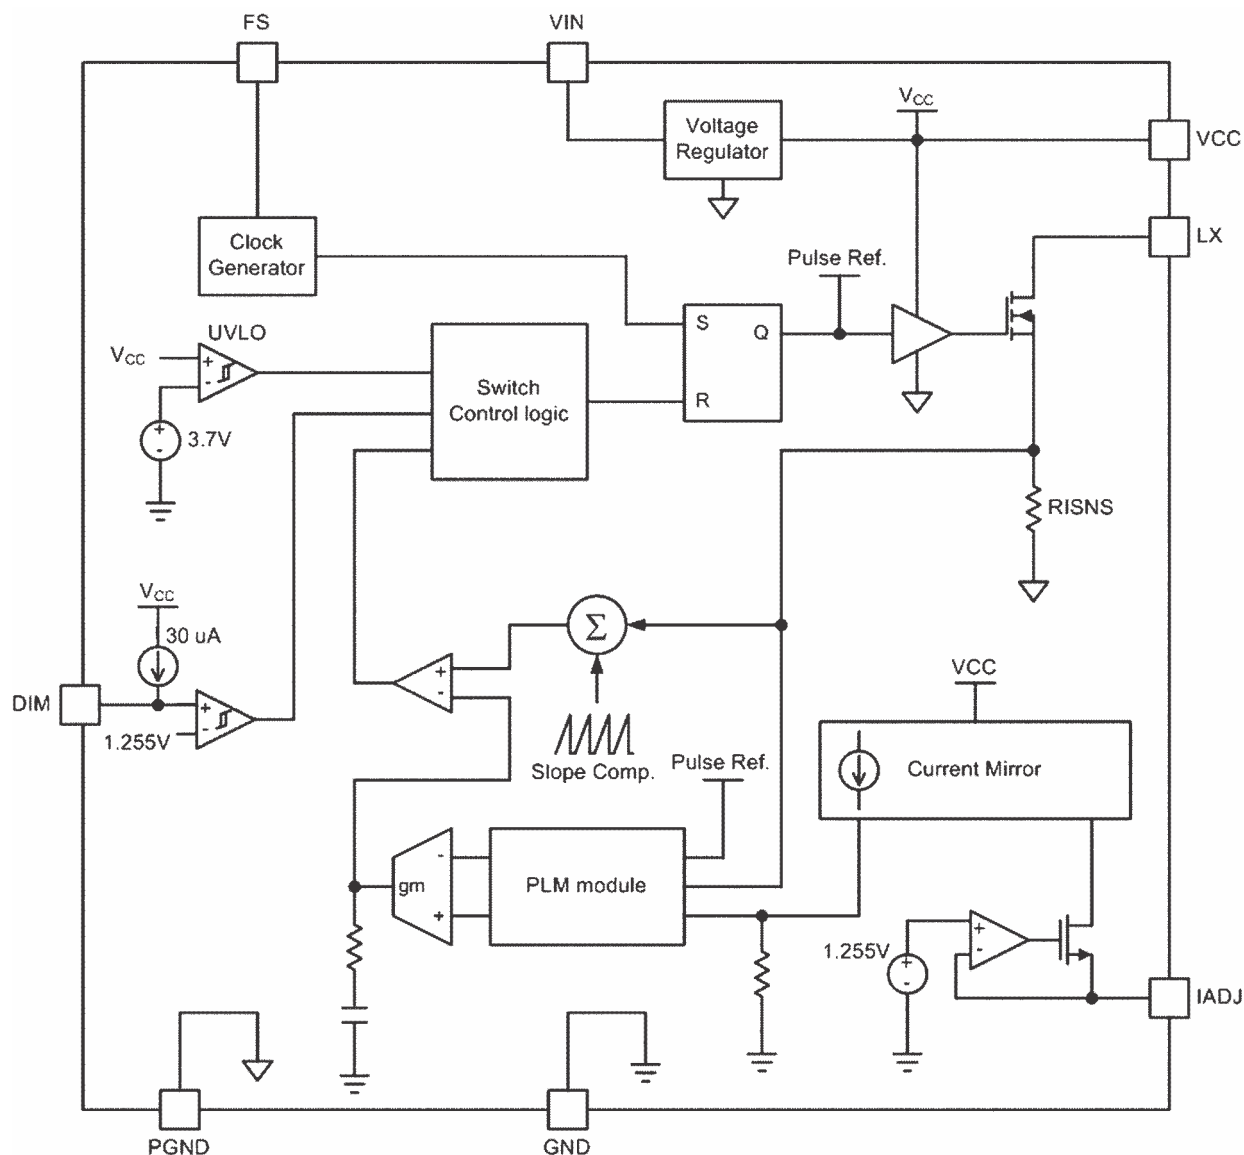 FS
VIN
VCC
Voltage
Regulator
VCC
LX
Clock
Generator
Pulse Ref.
S
Q
R
UVLO
VCC
+
-
+
-
3.7V
Switch
Control logic
RISNS
VCC
30 uA
DIM
+
-
1.255V
Σ
+
-
Slope Comp.
Pulse Ref.
VCC
Current Mirror
gm
-
+
PLM module
1.255V
+
-
+
-
IADJ
PGND
GND